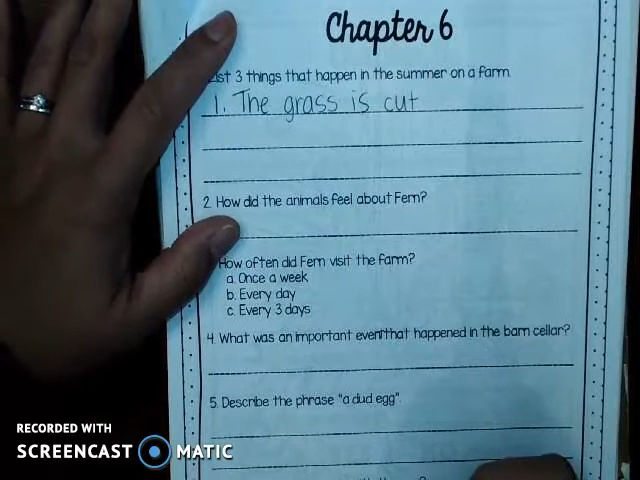 Chapter 6
List 3 things that happen in the summer on a farm.
1. The grass is cut
2. How did the animals feel about Fern?
How often did Fern visit the farm?
a. Once a week
b. Every day
c. Every 3 days
4. What was an important event that happened in the barn cellar?
5. Describe the phrase "a dud egg".
RECORDED WITH
SCREENCAST MATIC